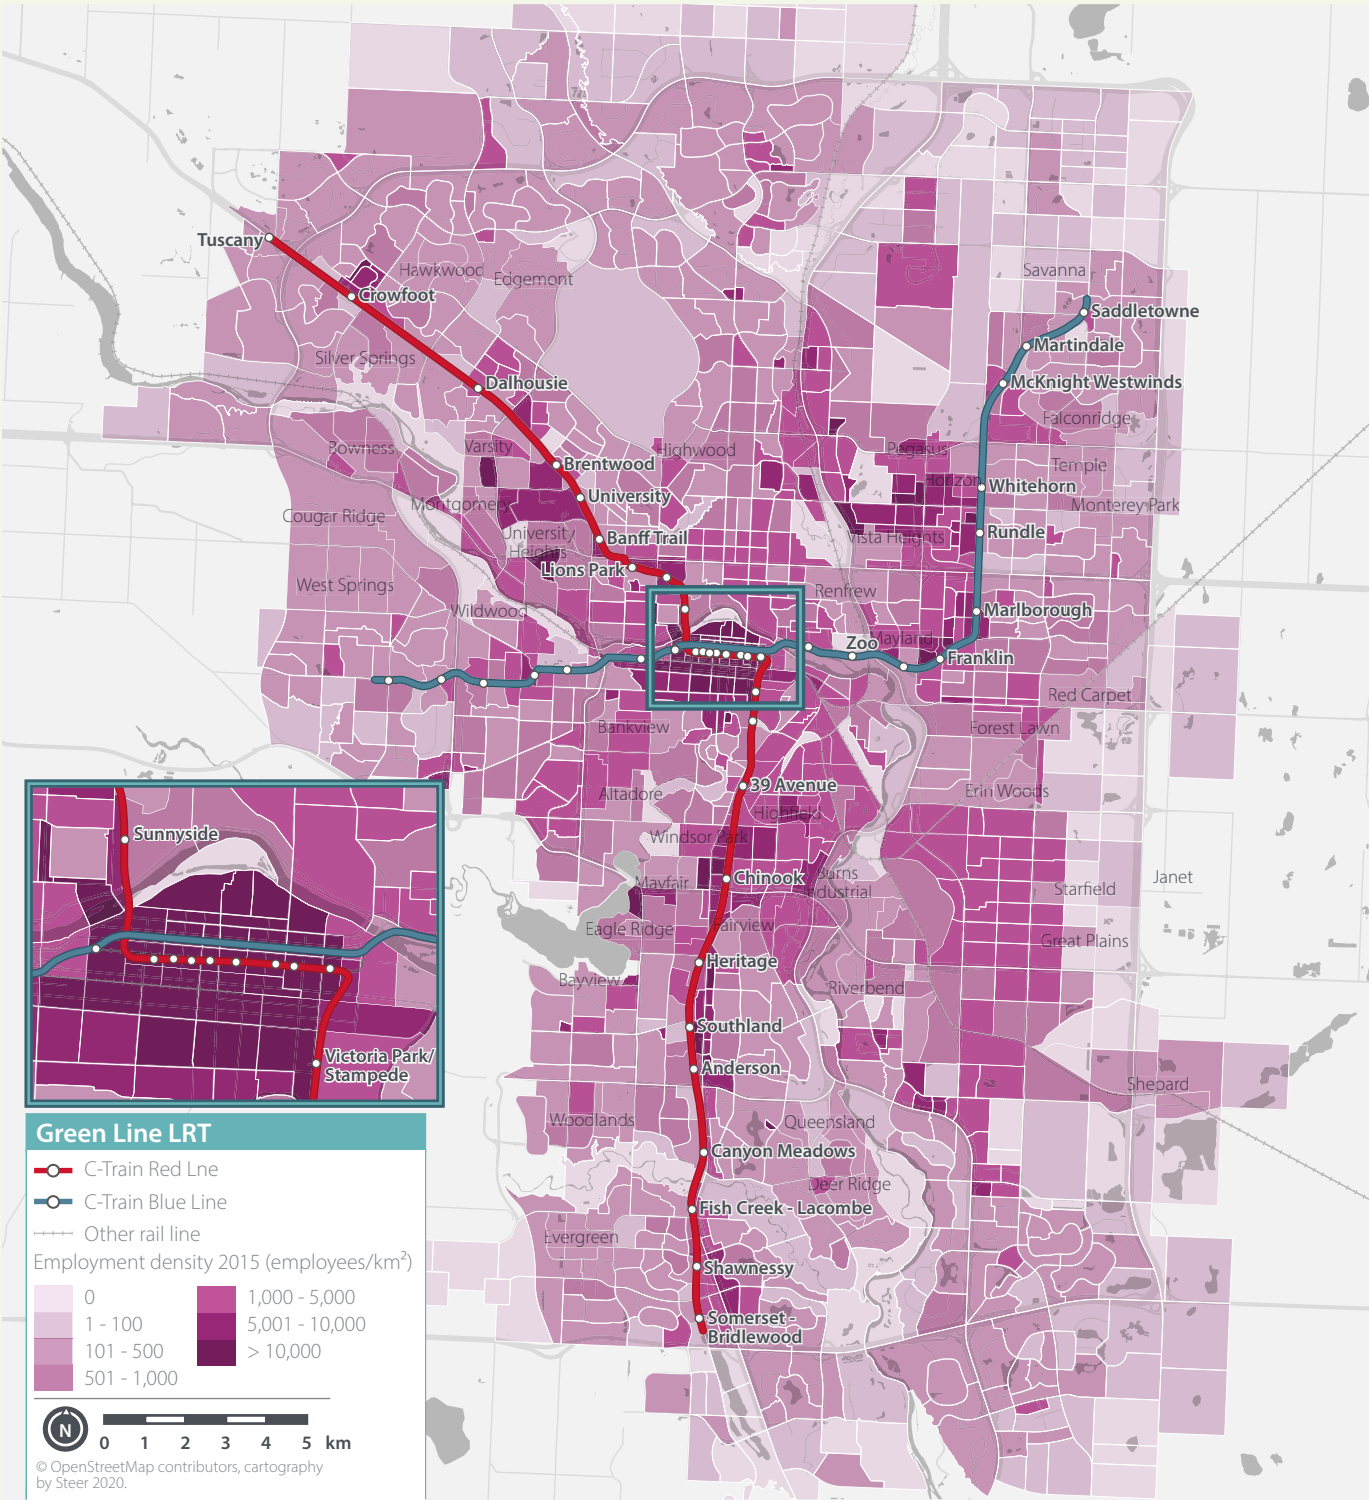 Savanna
Tuscany
Hawkwood
Edgemont
Crowfoot
Saddletowne
Martindale
Silver Springs
Dalhousie
McKnight Westwinds
Falconridge
Bowness
Varsity
Highwood
Pegasus
Brentwood
Temple
Horizon
Whitehorn
University
Montgomery
Monterey Park
Cougar Ridge
University
Heights
Banff Trail
Vista Heights
Rundle
Lions Park
West Springs
Renfrew
Wildwood
Marlborough
Zoo
Mayland
Franklin
Red Carpet
Bankview
Forest Lawn
39 Avenue
Altadore
Erin Woods
Highfield
Windsor Park
Chinook
Burns
Industrial
Mayfair
Janet
Starfield
Eagle Ridge
Fairview
Great Plains
Heritage
Bayview
Riverbend
Southland
Anderson
Shepard
Woodlands
Queensland
Canyon Meadows
Deer Ridge
Fish Creek - Lacombe
Evergreen
Shawnessy
Somerset -
Bridlewood
Sunnyside
Victoria Park/
Stampede
Green Line LRT
C-Train Red Lne
C-Train Blue Line
Other rail line
Employment density 2015 (employees/km²)
0
1 - 100
101 - 500
501 - 1,000
1,000 - 5,000
5,001 - 10,000
> 10,000
N
0 1 2 3 4 5 km
© OpenStreetMap contributors, cartography
by Steer 2020.